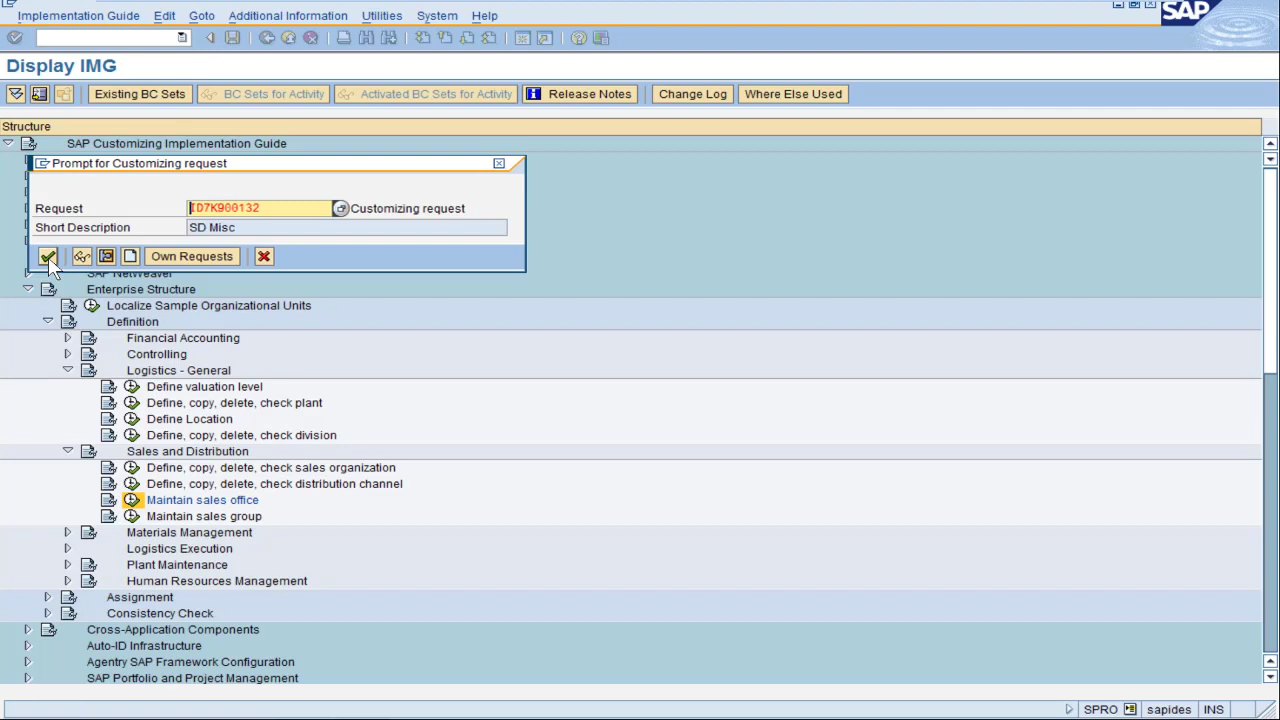 Implementation Guide Edit Goto Additional Information Utilities System Help
SAP
Display IMG
Existing BC Sets BC Sets for Activity Activated BC Sets for Activity Release Notes Change Log Where Else Used
Structure
SAP Customizing Implementation Guide
Prompt for Customizing request
Request ID7K900132 Customizing request
Short Description SD Misc
Own Requests
SAP NetWeaver
Enterprise Structure
Localize Sample Organizational Units
Definition
Financial Accounting
Controlling
Logistics - General
Define valuation level
Define, copy, delete, check plant
Define Location
Define, copy, delete, check division
Sales and Distribution
Define, copy, delete, check sales organization
Define, copy, delete, check distribution channel
Maintain sales office
Maintain sales group
Materials Management
Logistics Execution
Plant Maintenance
Human Resources Management
Assignment
Consistency Check
Cross-Application Components
Auto-ID Infrastructure
Agentry SAP Framework Configuration
SAP Portfolio and Project Management
SPRO sapides INS